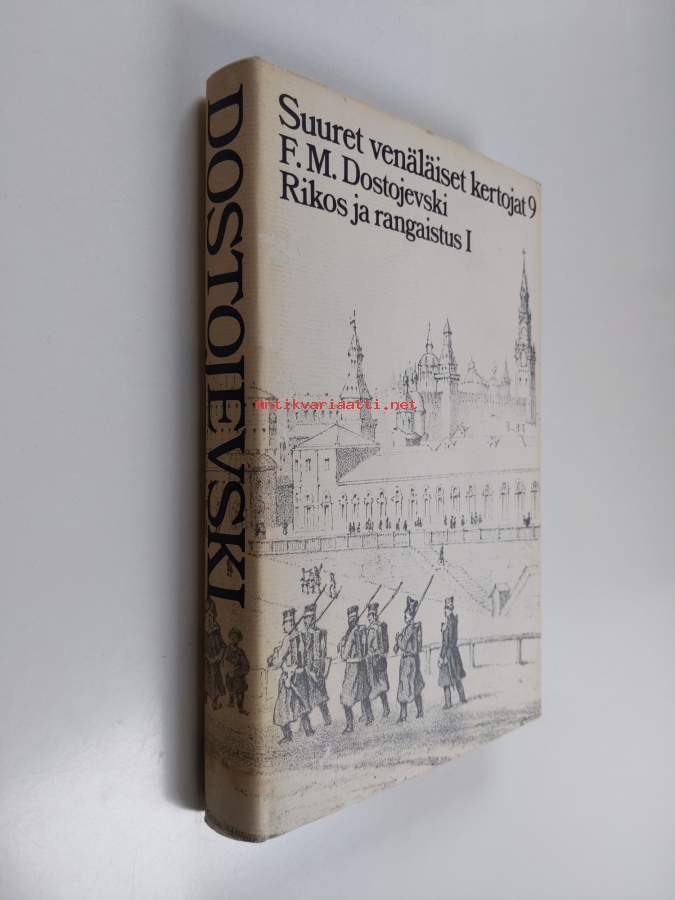 Suuret venäläiset kertojat 9
F. M. Dostojevski
Rikos ja rangaistus I
DOSTOJEVSKI
antikvariaatti.net